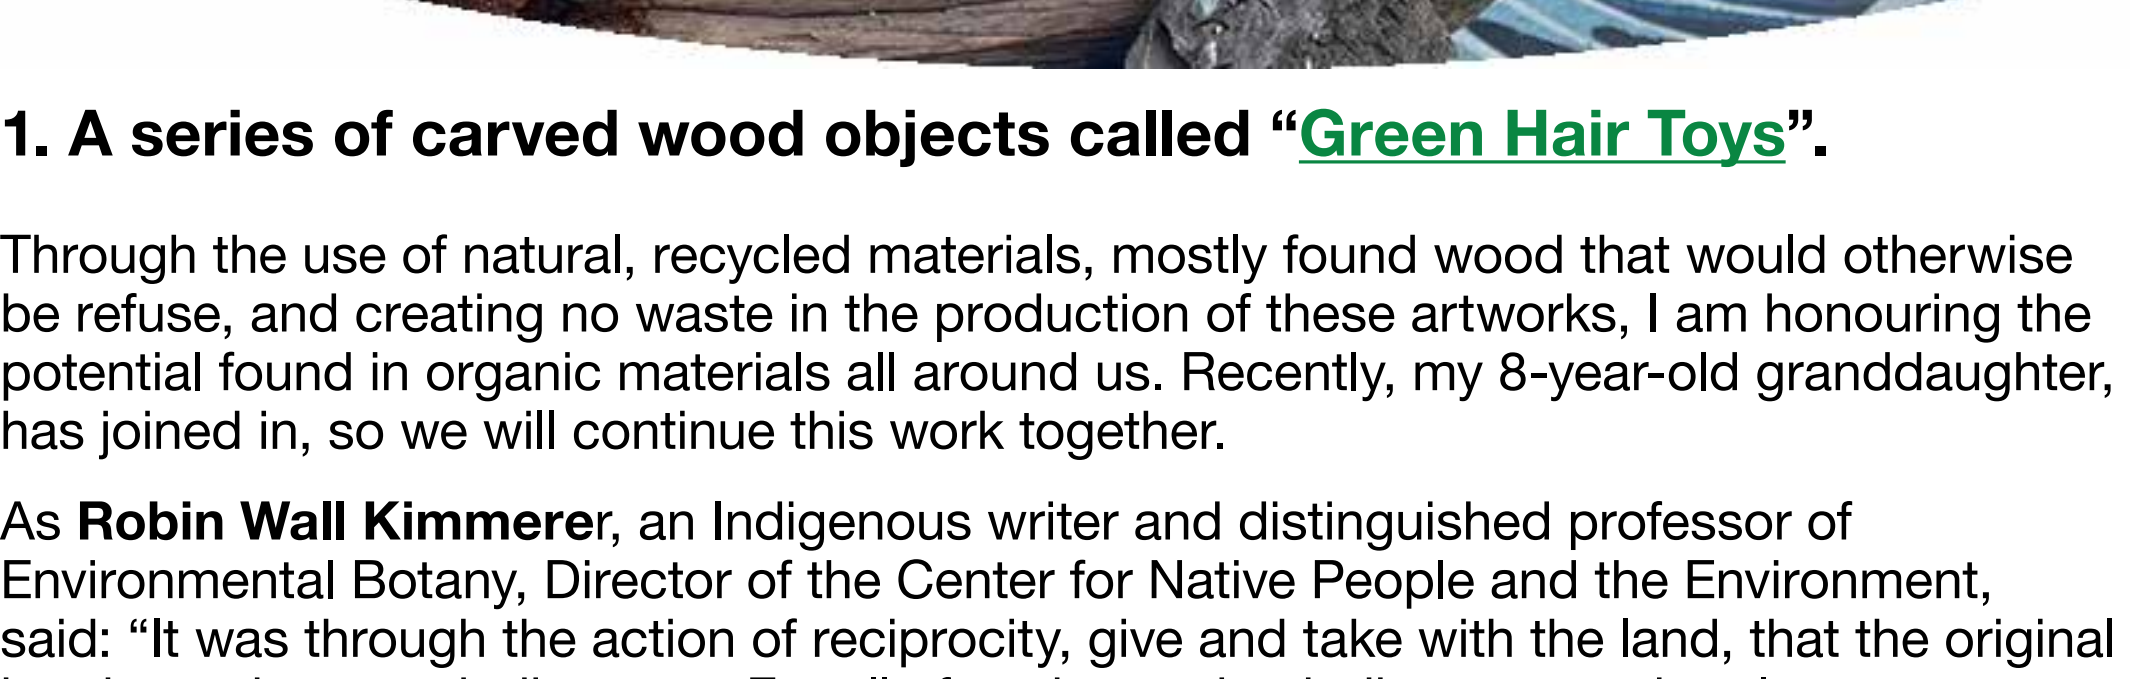 1. A series of carved wood objects called “Green Hair Toys”.
Through the use of natural, recycled materials, mostly found wood that would otherwise
be refuse, and creating no waste in the production of these artworks, I am honouring the
potential found in organic materials all around us. Recently, my 8-year-old granddaughter,
has joined in, so we will continue this work together.
As Robin Wall Kimmerer, an Indigenous writer and distinguished professor of
Environmental Botany, Director of the Center for Native People and the Environment,
said: “It was through the action of reciprocity, give and take with the land, that the original